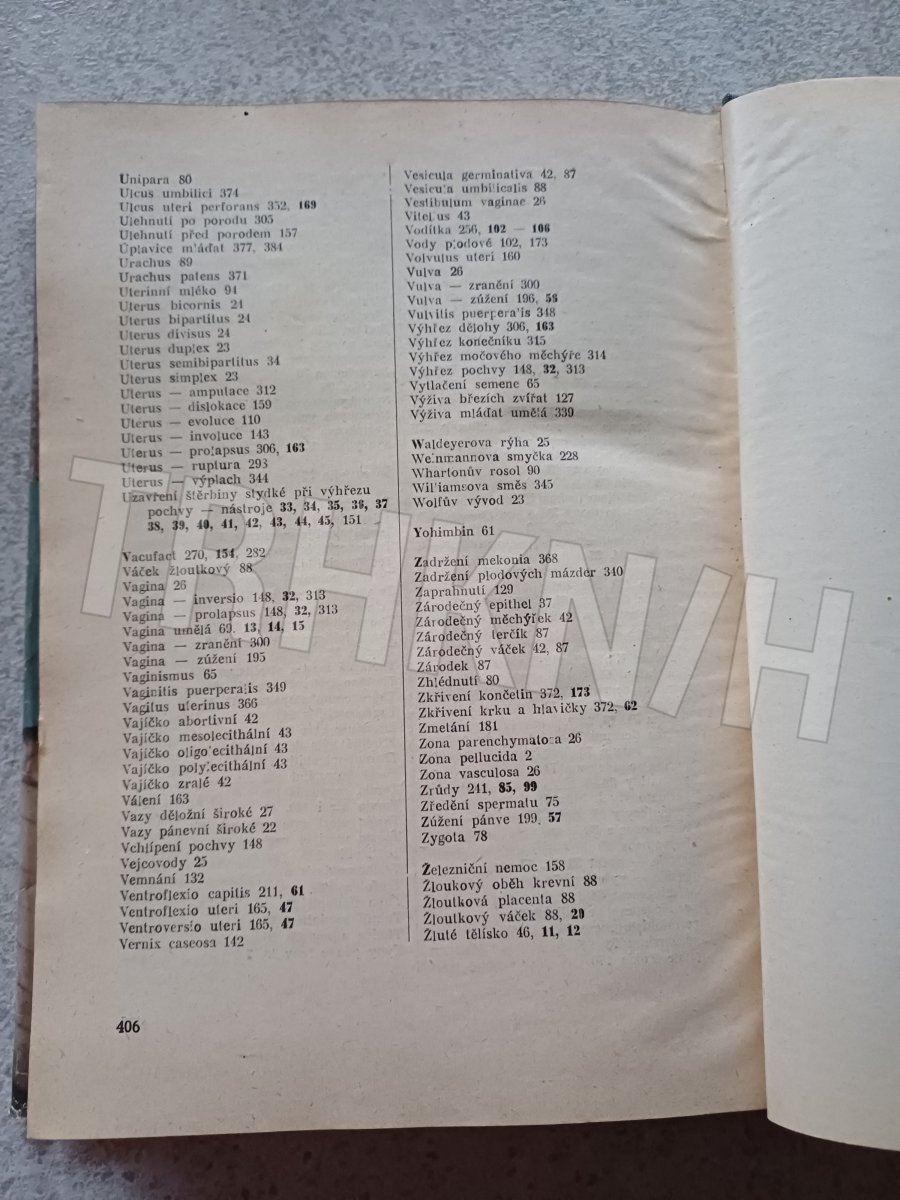 Unipara 80
Ulcus umbilici 374
Ulcus uteri perforans 352, 169
Ulehnutí po porodu 305
Ulehnutí před porodem 157
Úplavice mláďat 377, 384
Urachus 89
Urachus patens 371
Uterinní mléko 94
Uterus bicornis 24
Uterus bipartitus 24
Uterus divisus 24
Uterus duplex 23
Uterus semibipartitus 34
Uterus simplex 23
Uterus — amputace 312
Uterus — dislokace 159
Uterus — evoluce 110
Uterus — involuce 143
Uterus — prolapsus 306, 163
Uterus — ruptura 293
Uterus — výplach 344
Uzavření štěrbiny stydké při výhřezu
pochvy — nástroje 33, 34, 35, 36, 37
38, 39, 40, 41, 42, 43, 44, 45, 151
Vacufact 270, 154, 282
Váček žloutkový 88
Vagina 26
Vagina — inversio 148, 32, 313
Vagina — prolapsus 148, 32, 313
Vagina umělá 69. 13, 14, 15
Vagina — zranění 300
Vagina — zúžení 195
Vaginismus 65
Vaginitis puerperalis 349
Vagitus uterinus 366
Vajíčko abortivní 42
Vajíčko mesolecithální 43
Vajíčko oligolecithální 43
Vajíčko polylecithální 43
Vajíčko zralé 42
Válení 163
Vazy děložní široké 27
Vazy pánevní široké 22
Vchlípení pochvy 148
Vejcovody 25
Vemnání 132
Ventroflexio capitis 211, 61
Ventroflexio uteri 165, 47
Ventroversio uteri 165, 47
Vernix caseosa 142
Vesicula germinativa 42, 87
Vesicula umbilicalis 88
Vestibulum vaginae 26
Vitellus 43
Vodítka 256, 102 — 106
Vody plodové 102, 173
Volvulus uteri 160
Vulva 26
Vulva — zranění 300
Vulva — zúžení 196, 56
Vulvitis puerperalis 348
Výhřez dělohy 306, 163
Výhřez konečníku 315
Výhřez močového měchýře 314
Výhřez pochvy 148, 32, 313
Vytlačení semene 65
Výživa březích zvířat 127
Výživa mláďat umělá 339
Waldeyerova rýha 25
Weinmannova smyčka 228
Whartonův rosol 90
Williamsova směs 345
Wolfův vývod 23
Yohimbin 61
Zadržení mekonia 368
Zadržení plodových mázder 340
Zaprahnutí 129
Zárodečný epithel 37
Zárodečný měchýřek 42
Zárodečný terčík 87
Zárodečný váček 42, 87
Zárodek 87
Zhlédnutí 80
Zkřivení končetin 372, 173
Zkřivení krku a hlavičky 372, 62
Zmetání 181
Zona parenchymatosa 26
Zona pellucida 2
Zona vasculosa 26
Zrůdy 241, 85, 99
Zředění spermatu 75
Zúžení pánve 199, 57
Zygota 78
Železniční nemoc 158
Žloukový oběh krevní 88
Žloutková placenta 88
Žloutkový váček 88, 20
Žluté tělísko 46, 11, 12
406
TRHKNIH